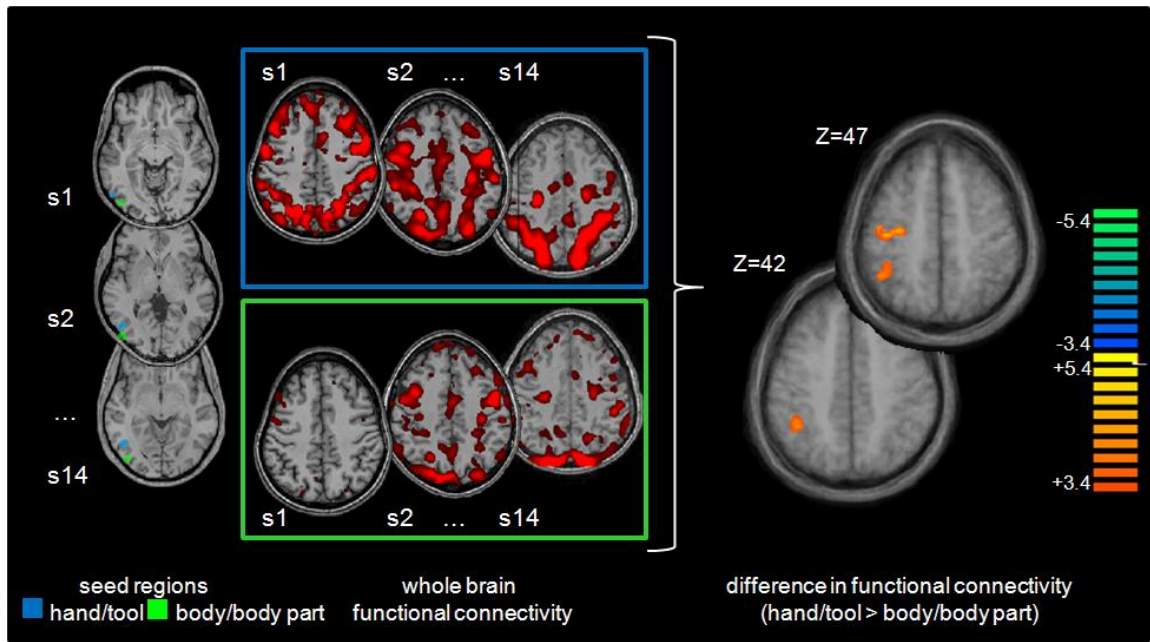 s1
s2
...
s14
s1
s2 ... s14
s1
s2 ... s14
Z=47
Z=42
-5.4
-3.4
+5.4
+3.4
seed regions
hand/tool body/body part
whole brain
functional connectivity
difference in functional connectivity
(hand/tool > body/body part)